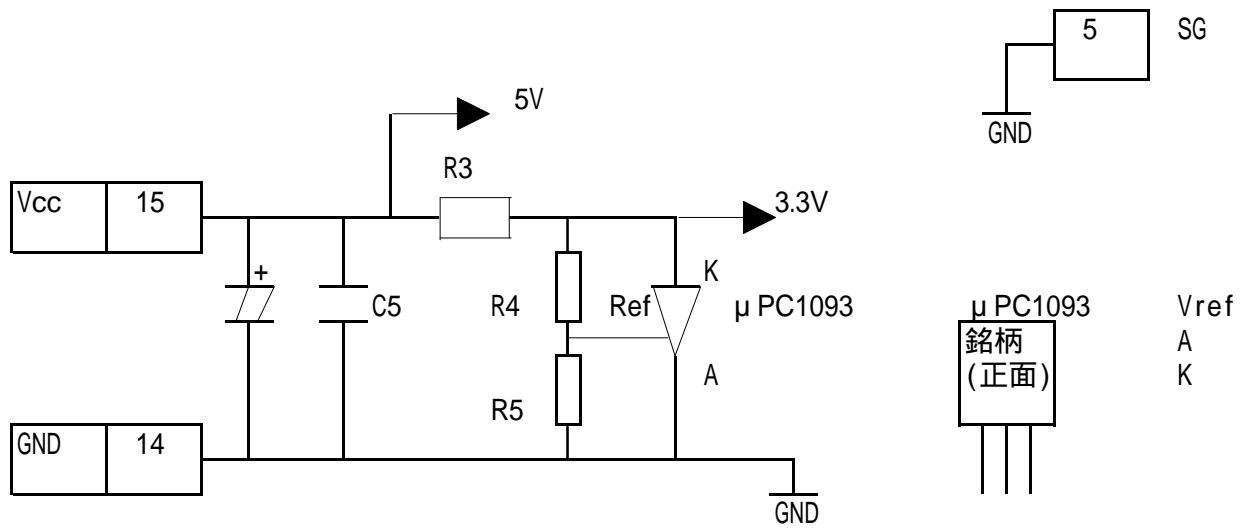 5 SG
GND
5V
R3
Vcc 15
3.3V
+
K
C5
R4
Ref
μPC1093
A
R5
GND 14
GND
μPC1093
銘柄
(正面)
Vref
A
K